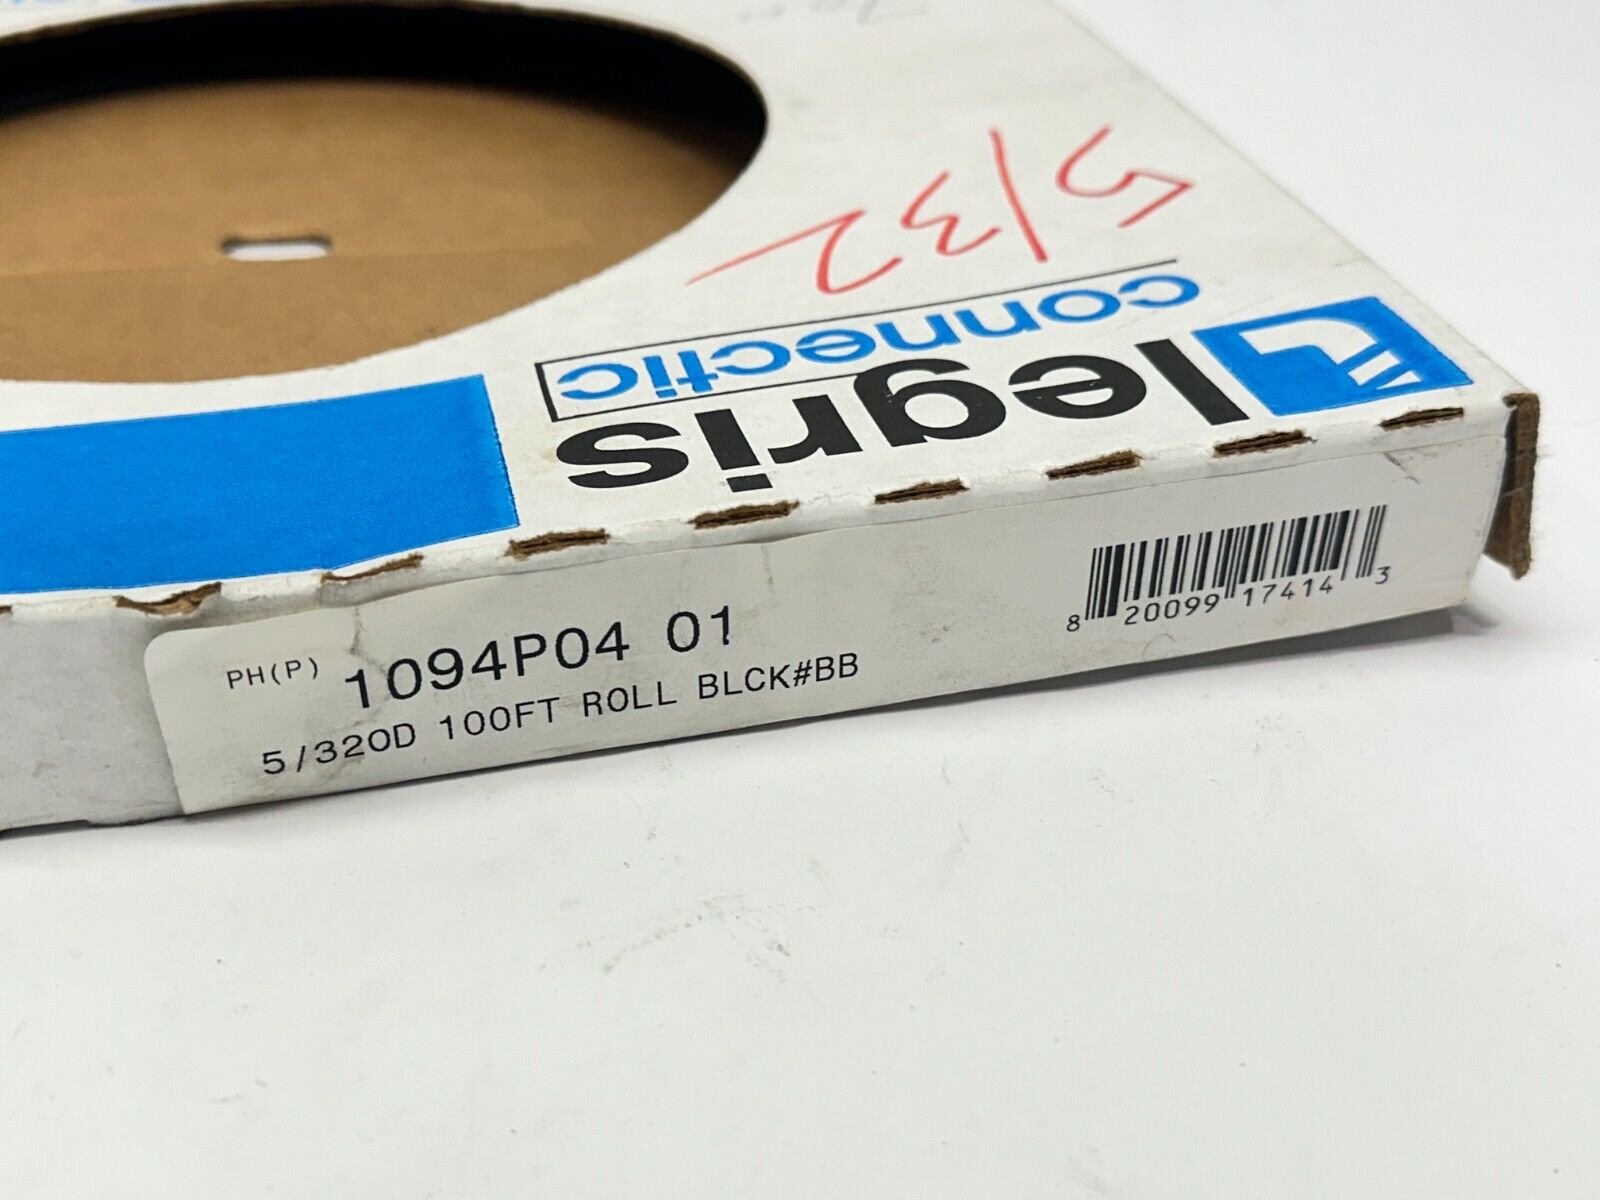 5/32
connectic
legris
PH(P) 1094P04 01
5/32OD 100FT ROLL BLCK#BB
8 20099 17414 3